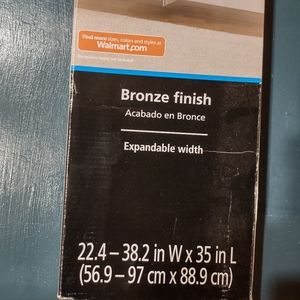 Find more sizes, colors and styles at
Walmart.com
Bronze finish
Acabado en Bronce
Expandable width
22.4 – 38.2 in W x 35 in L
(56.9 – 97 cm x 88.9 cm)